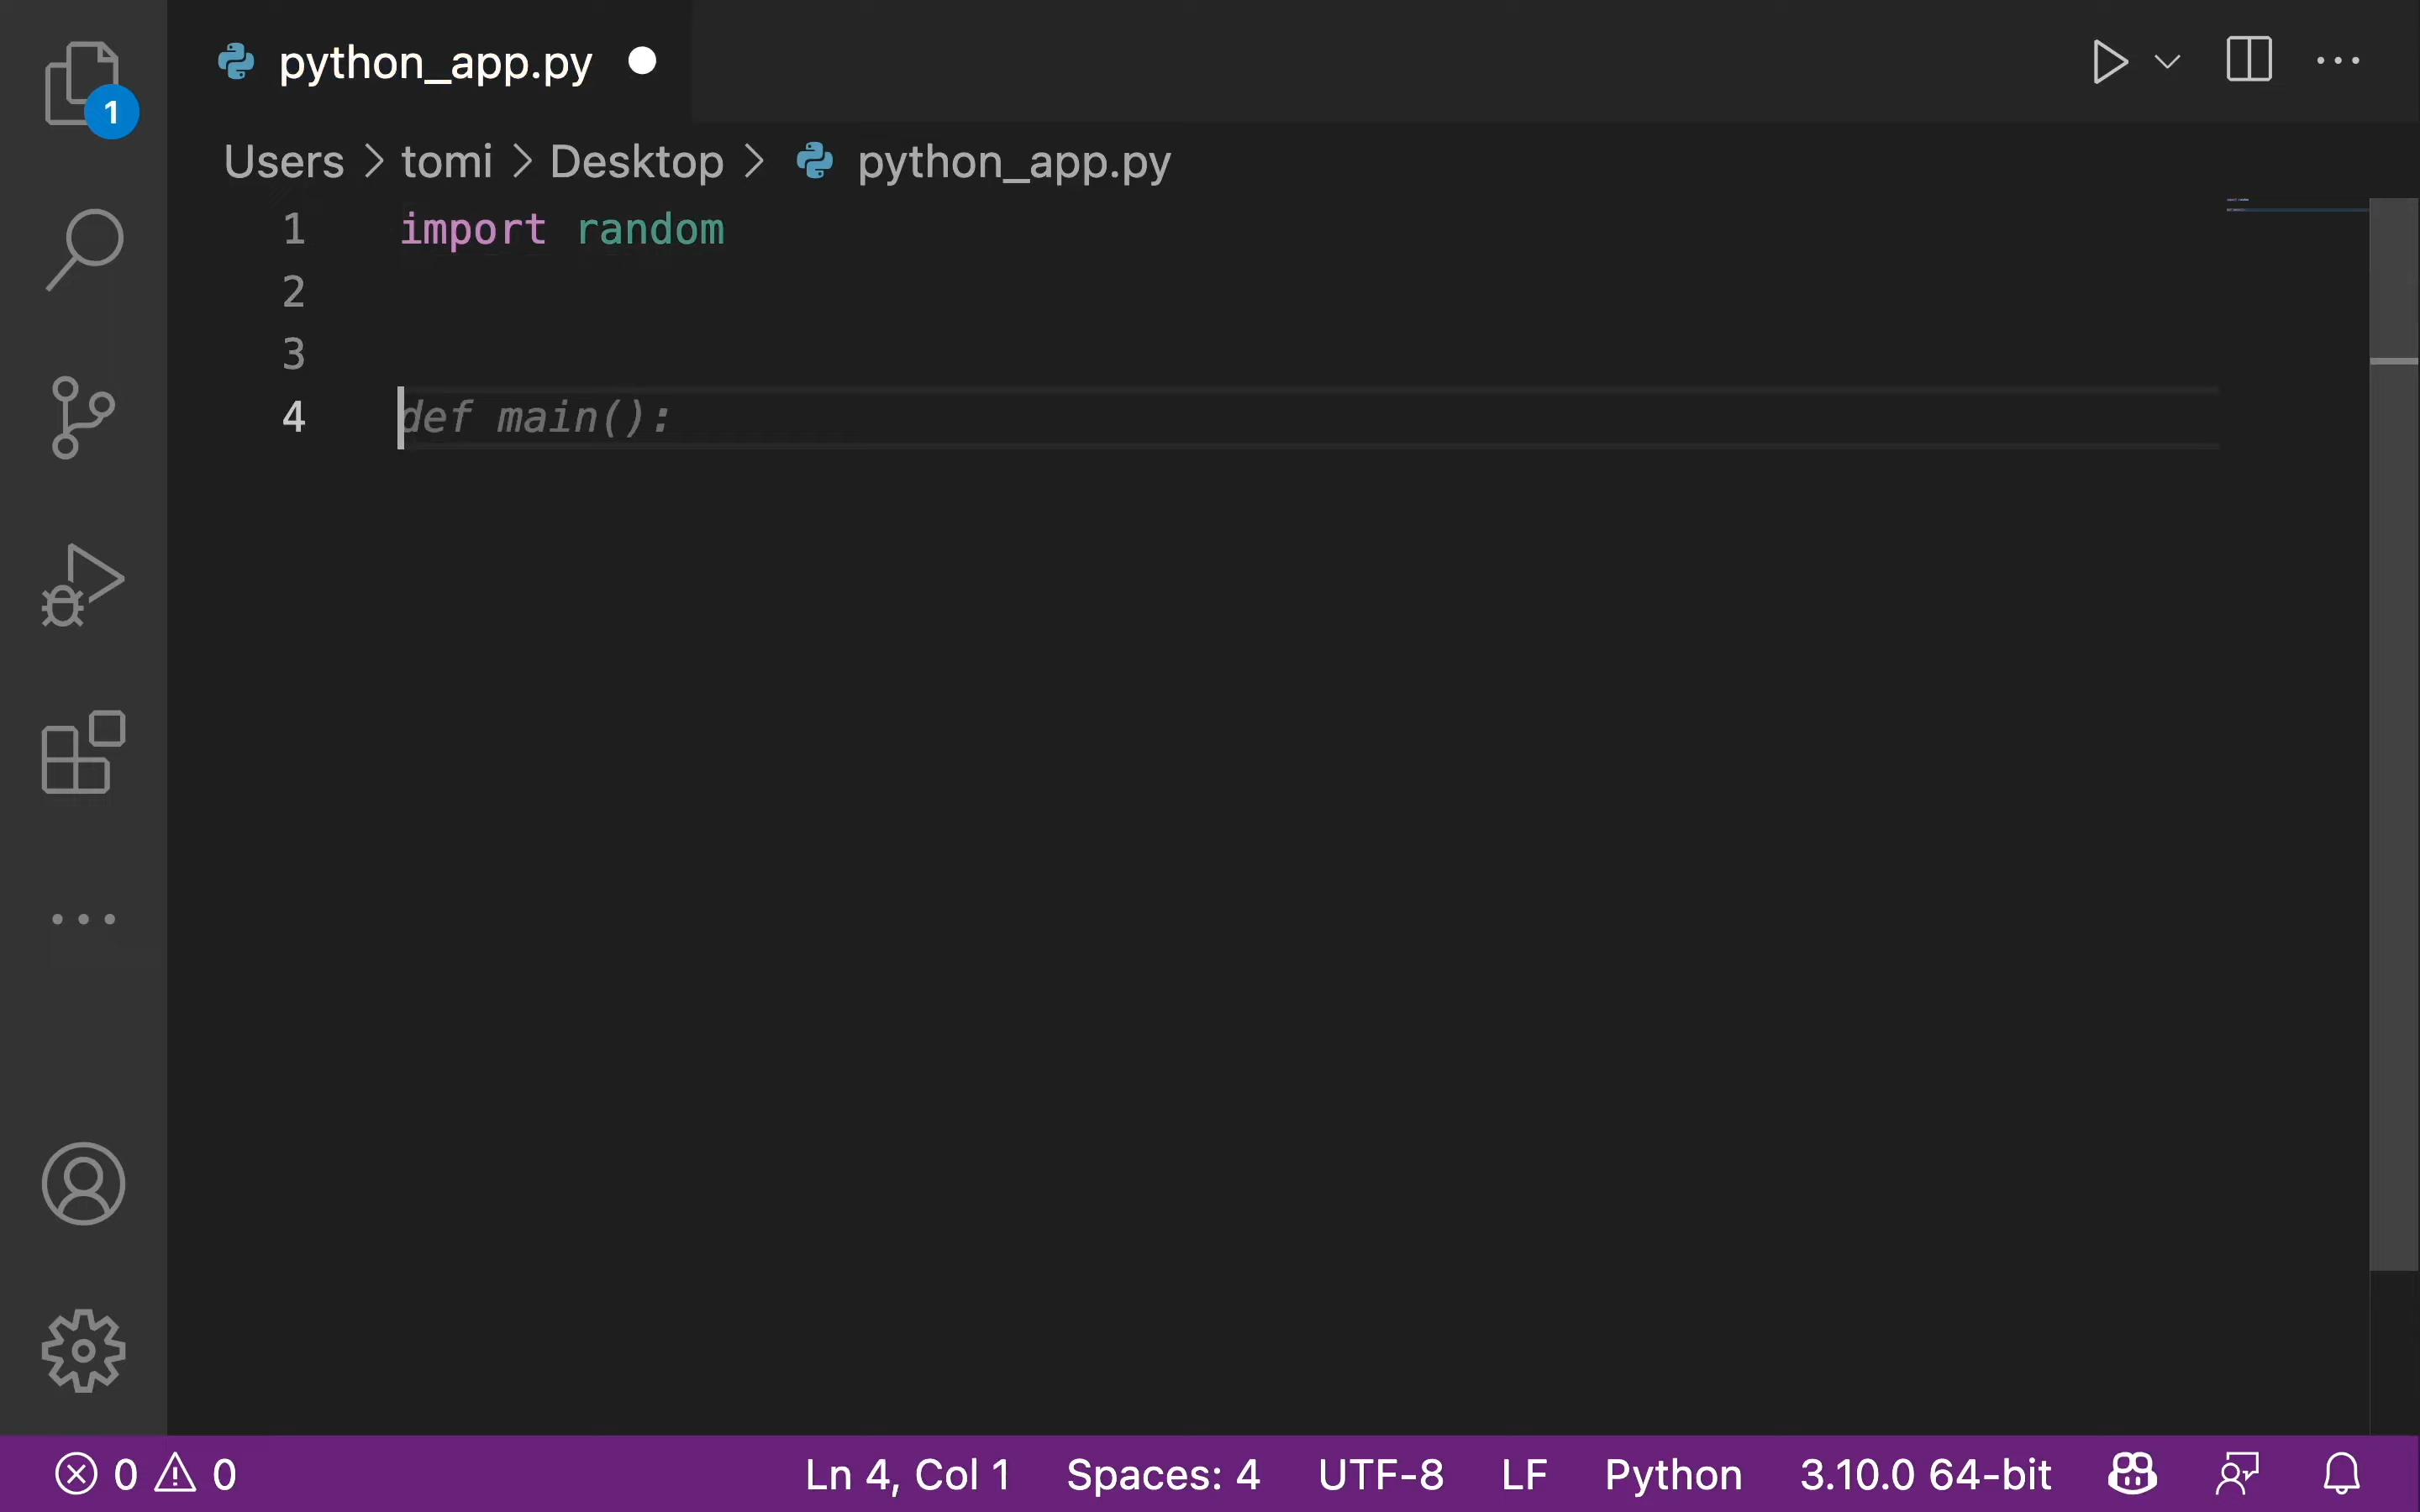 python_app.py
1
Users > tomi > Desktop > python_app.py
1 import random
2
3
4 def main():
0 0 Ln 4, Col 1 Spaces: 4 UTF-8 LF Python 3.10.0 64-bit